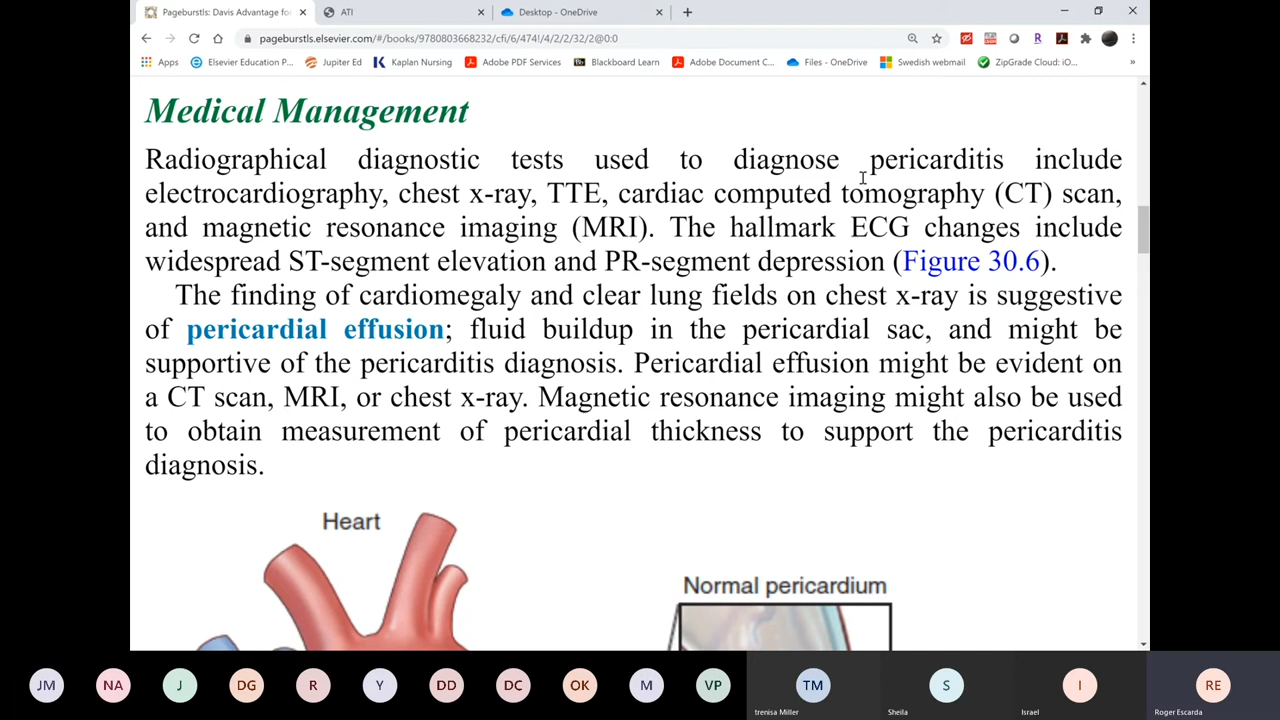 Pageburstls: Davis Advantage for
ATI
Desktop - OneDrive
pageburstls.elsevier.com/#/books/9780803668232/cfi/6/474!/4/2/2/32/2@0:0
Apps
Elsevier Education P...
Jupiter Ed
Kaplan Nursing
Adobe PDF Services
Blackboard Learn
Adobe Document C...
Files - OneDrive
Swedish webmail
ZipGrade Cloud: iO...
»
Medical Management
Radiographical diagnostic tests used to diagnose pericarditis include
electrocardiography, chest x-ray, TTE, cardiac computed tomography (CT) scan,
and magnetic resonance imaging (MRI). The hallmark ECG changes include
widespread ST-segment elevation and PR-segment depression (Figure 30.6).
The finding of cardiomegaly and clear lung fields on chest x-ray is suggestive
of pericardial effusion; fluid buildup in the pericardial sac, and might be
supportive of the pericarditis diagnosis. Pericardial effusion might be evident on
a CT scan, MRI, or chest x-ray. Magnetic resonance imaging might also be used
to obtain measurement of pericardial thickness to support the pericarditis
diagnosis.
Heart
Normal pericardium
JM NA J DG R Y DD DC OK M VP TM S I RE
trenisa Miller
Sheila
Israel
Roger Escarda